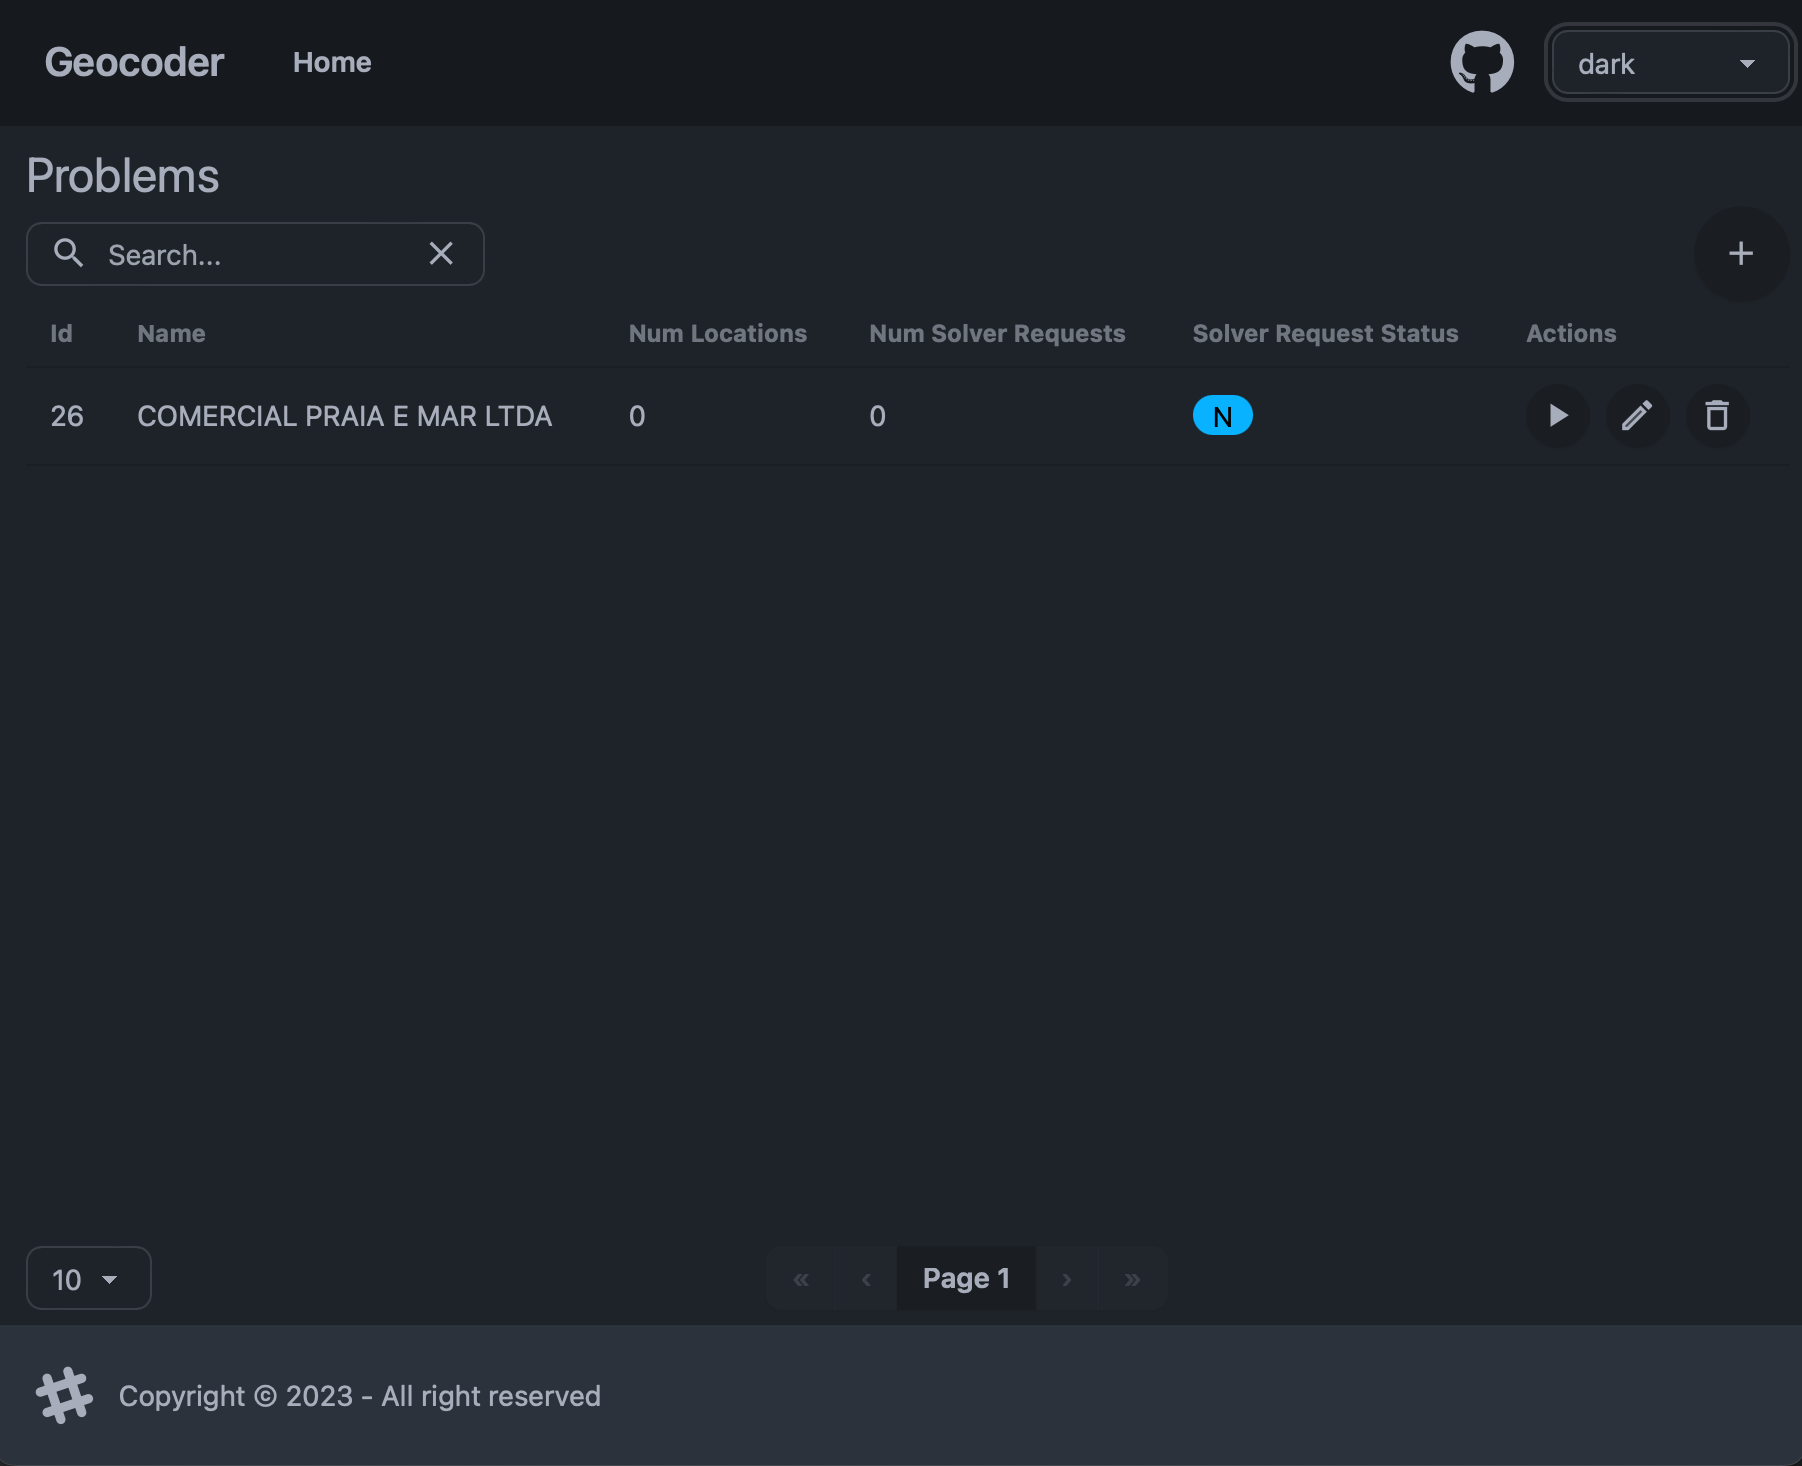 Geocoder Home dark
Problems
Search...
Id Name Num Locations Num Solver Requests Solver Request Status Actions
26 COMERCIAL PRAIA E MAR LTDA 0 0 N
10 « ‹ Page 1 › »
Copyright © 2023 - All right reserved